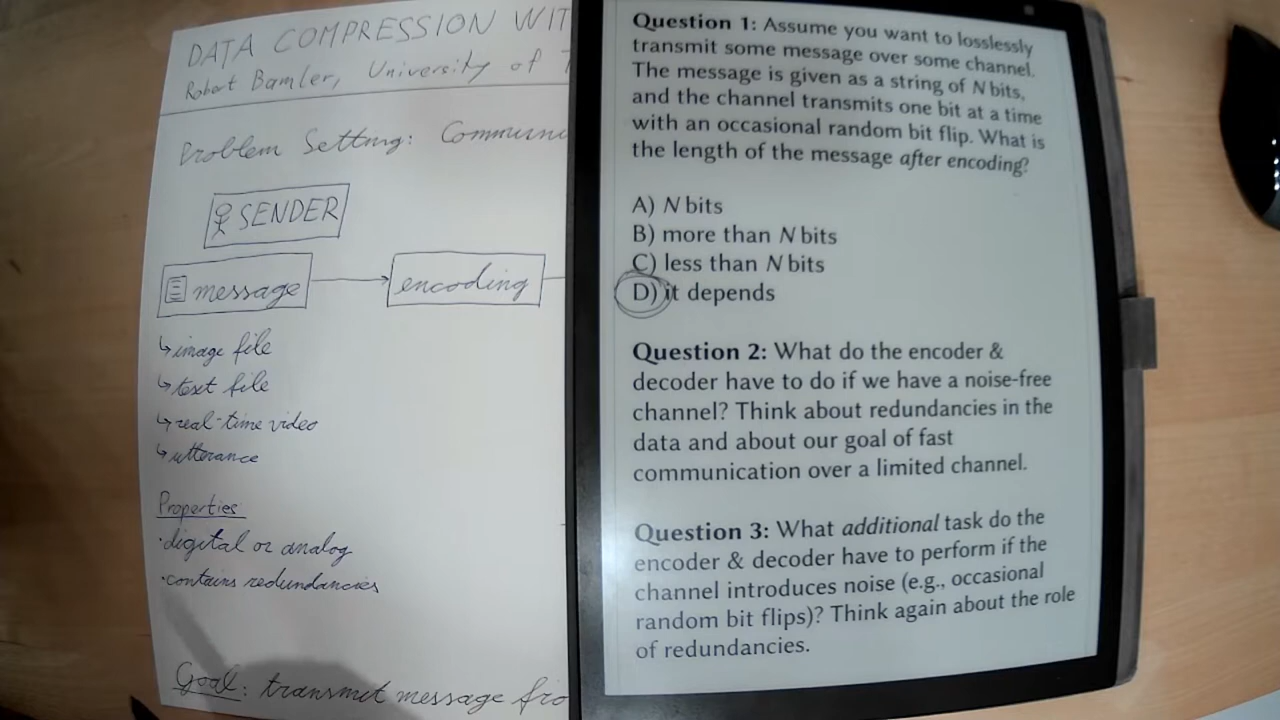 DATA COMPRESSION WIT
Robert Bamler, University of T
Problem Setting: Communi
SENDER
message
encoding
↳ image file
↳ text file
↳ real-time video
↳ utterance
Properties
· digital or analog
· contains redundancies
Goal: transmit message fro
Question 1: Assume you want to losslessly
transmit some message over some channel.
The message is given as a string of N bits,
and the channel transmits one bit at a time
with an occasional random bit flip. What is
the length of the message after encoding?
A) N bits
B) more than N bits
C) less than N bits
D) it depends
Question 2: What do the encoder &
decoder have to do if we have a noise-free
channel? Think about redundancies in the
data and about our goal of fast
communication over a limited channel.
Question 3: What additional task do the
encoder & decoder have to perform if the
channel introduces noise (e.g., occasional
random bit flips)? Think again about the role
of redundancies.